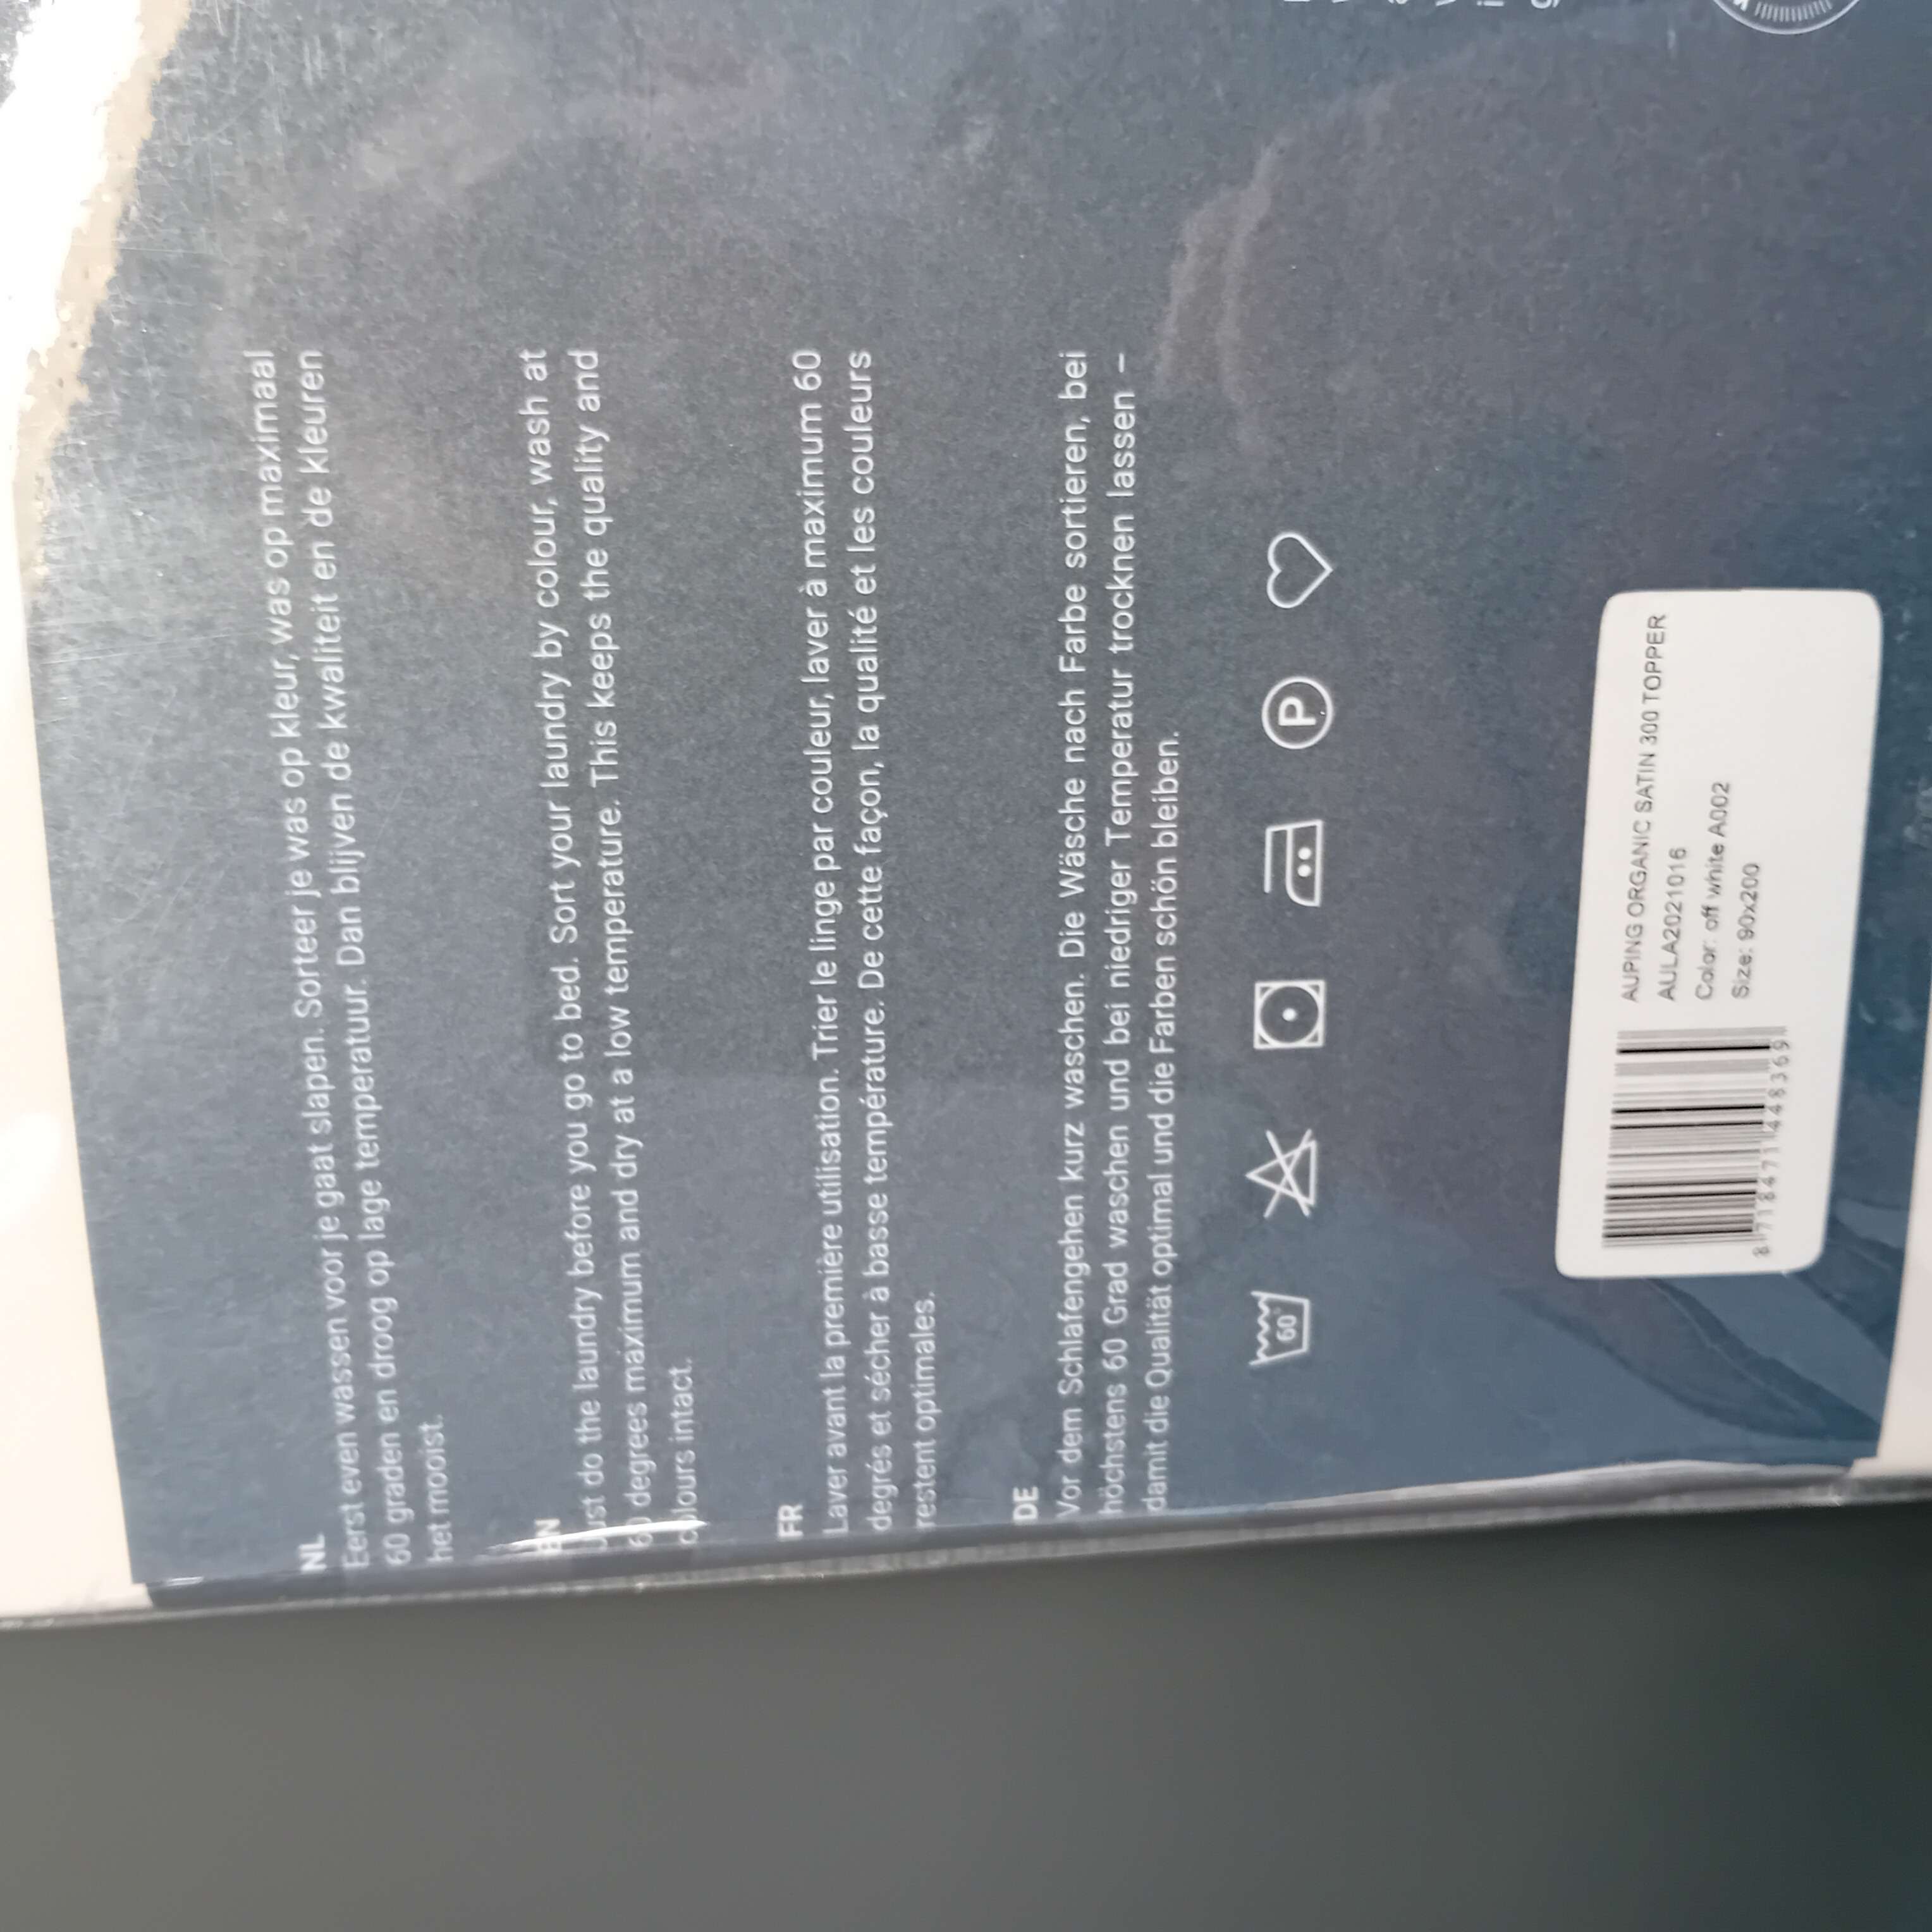 NL
Eerst even wassen voor je gaat slapen. Sorteer je was op kleur, was op maximaal
60 graden en droog op lage temperatuur. Dan blijven de kwaliteit en de kleuren
het mooist.
EN
Just do the laundry before you go to bed. Sort your laundry by colour, wash at
60 degrees maximum and dry at a low temperature. This keeps the quality and
colours intact.
FR
Laver avant la première utilisation. Trier le linge par couleur, laver à maximum 60
degrés et sécher à basse température. De cette façon, la qualité et les couleurs
restent optimales.
DE
Vor dem Schlafengehen kurz waschen. Die Wäsche nach Farbe sortieren, bei
höchstens 60 Grad waschen und bei niedriger Temperatur trocknen lassen –
damit die Qualität optimal und die Farben schön bleiben.
60° P
AUPING ORGANIC SATIN 300 TOPPER
AULA2021016
Color: off white A002
Size: 90x200
8718471448369